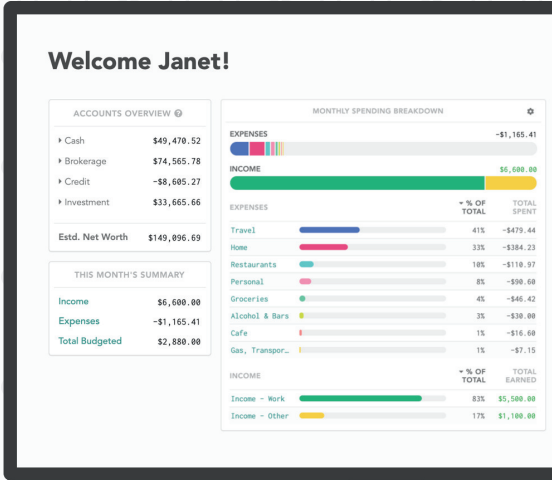 Welcome Janet!
ACCOUNTS OVERVIEW ?
Cash $49,470.52
Brokerage $74,565.78
Credit -$8,605.27
Investment $33,665.66
Estd. Net Worth $149,096.69
THIS MONTH'S SUMMARY
Income $6,600.00
Expenses -$1,165.41
Total Budgeted $2,880.00
MONTHLY SPENDING BREAKDOWN
EXPENSES -$1,165.41
INCOME $6,600.00
EXPENSES % OF TOTAL TOTAL SPENT
Travel 41% -$479.44
Home 33% -$384.23
Restaurants 10% -$110.97
Personal 8% -$90.60
Groceries 4% -$46.42
Alcohol & Bars 3% -$30.00
Cafe 1% -$16.60
Gas, Transpor… 1% -$7.15
INCOME % OF TOTAL TOTAL EARNED
Income - Work 83% $5,500.00
Income - Other 17% $1,100.00